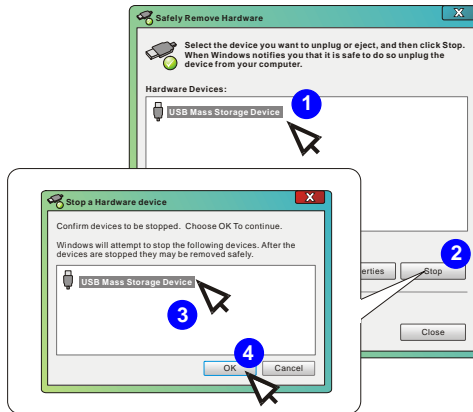 Safely Remove Hardware
X
Select the device you want to unplug or eject, and then click Stop.
When Windows notifies you that it is safe to do so unplug the
device from your computer.
Hardware Devices:
USB Mass Storage Device
1
erties
Stop
2
Close
Stop a Hardware device
X
Confirm devices to be stopped. Choose OK To continue.
Windows will attempt to stop the following devices. After the
devices are stopped they may be removed safely.
USB Mass Storage Device
3
4
OK
Cancel